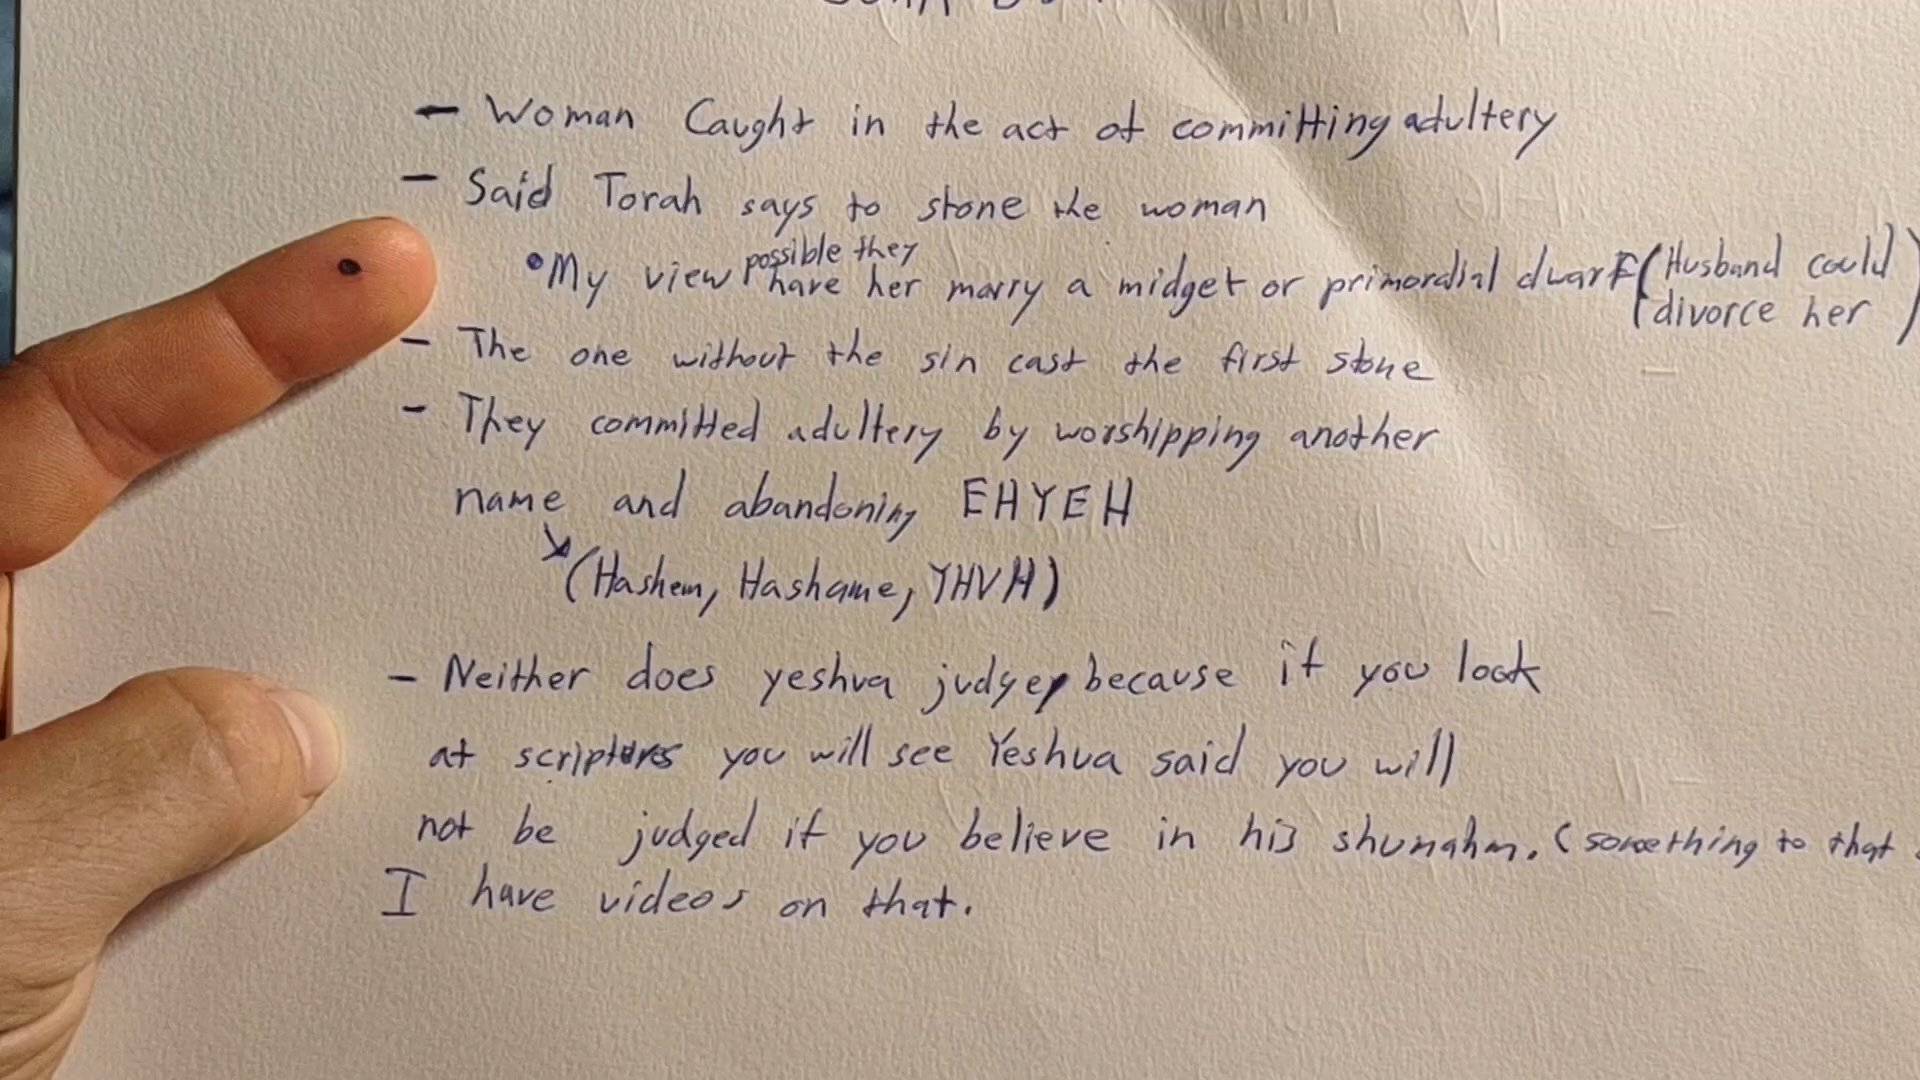 - Woman Caught in the act of committing adultery
- Said Torah says to stone the woman
• My view possible they have her marry a midget or primordial dwarf (Husband could divorce her)
- The one without the sin cast the first stone
- They committed adultery by worshipping another
name and abandoning EHYEH
(Hashem, Hashame, YHVH)
- Neither does yeshua judge, because if you look
at scriptures you will see Yeshua said you will
not be judged if you believe in his shumahm. (something to that
I have videos on that.